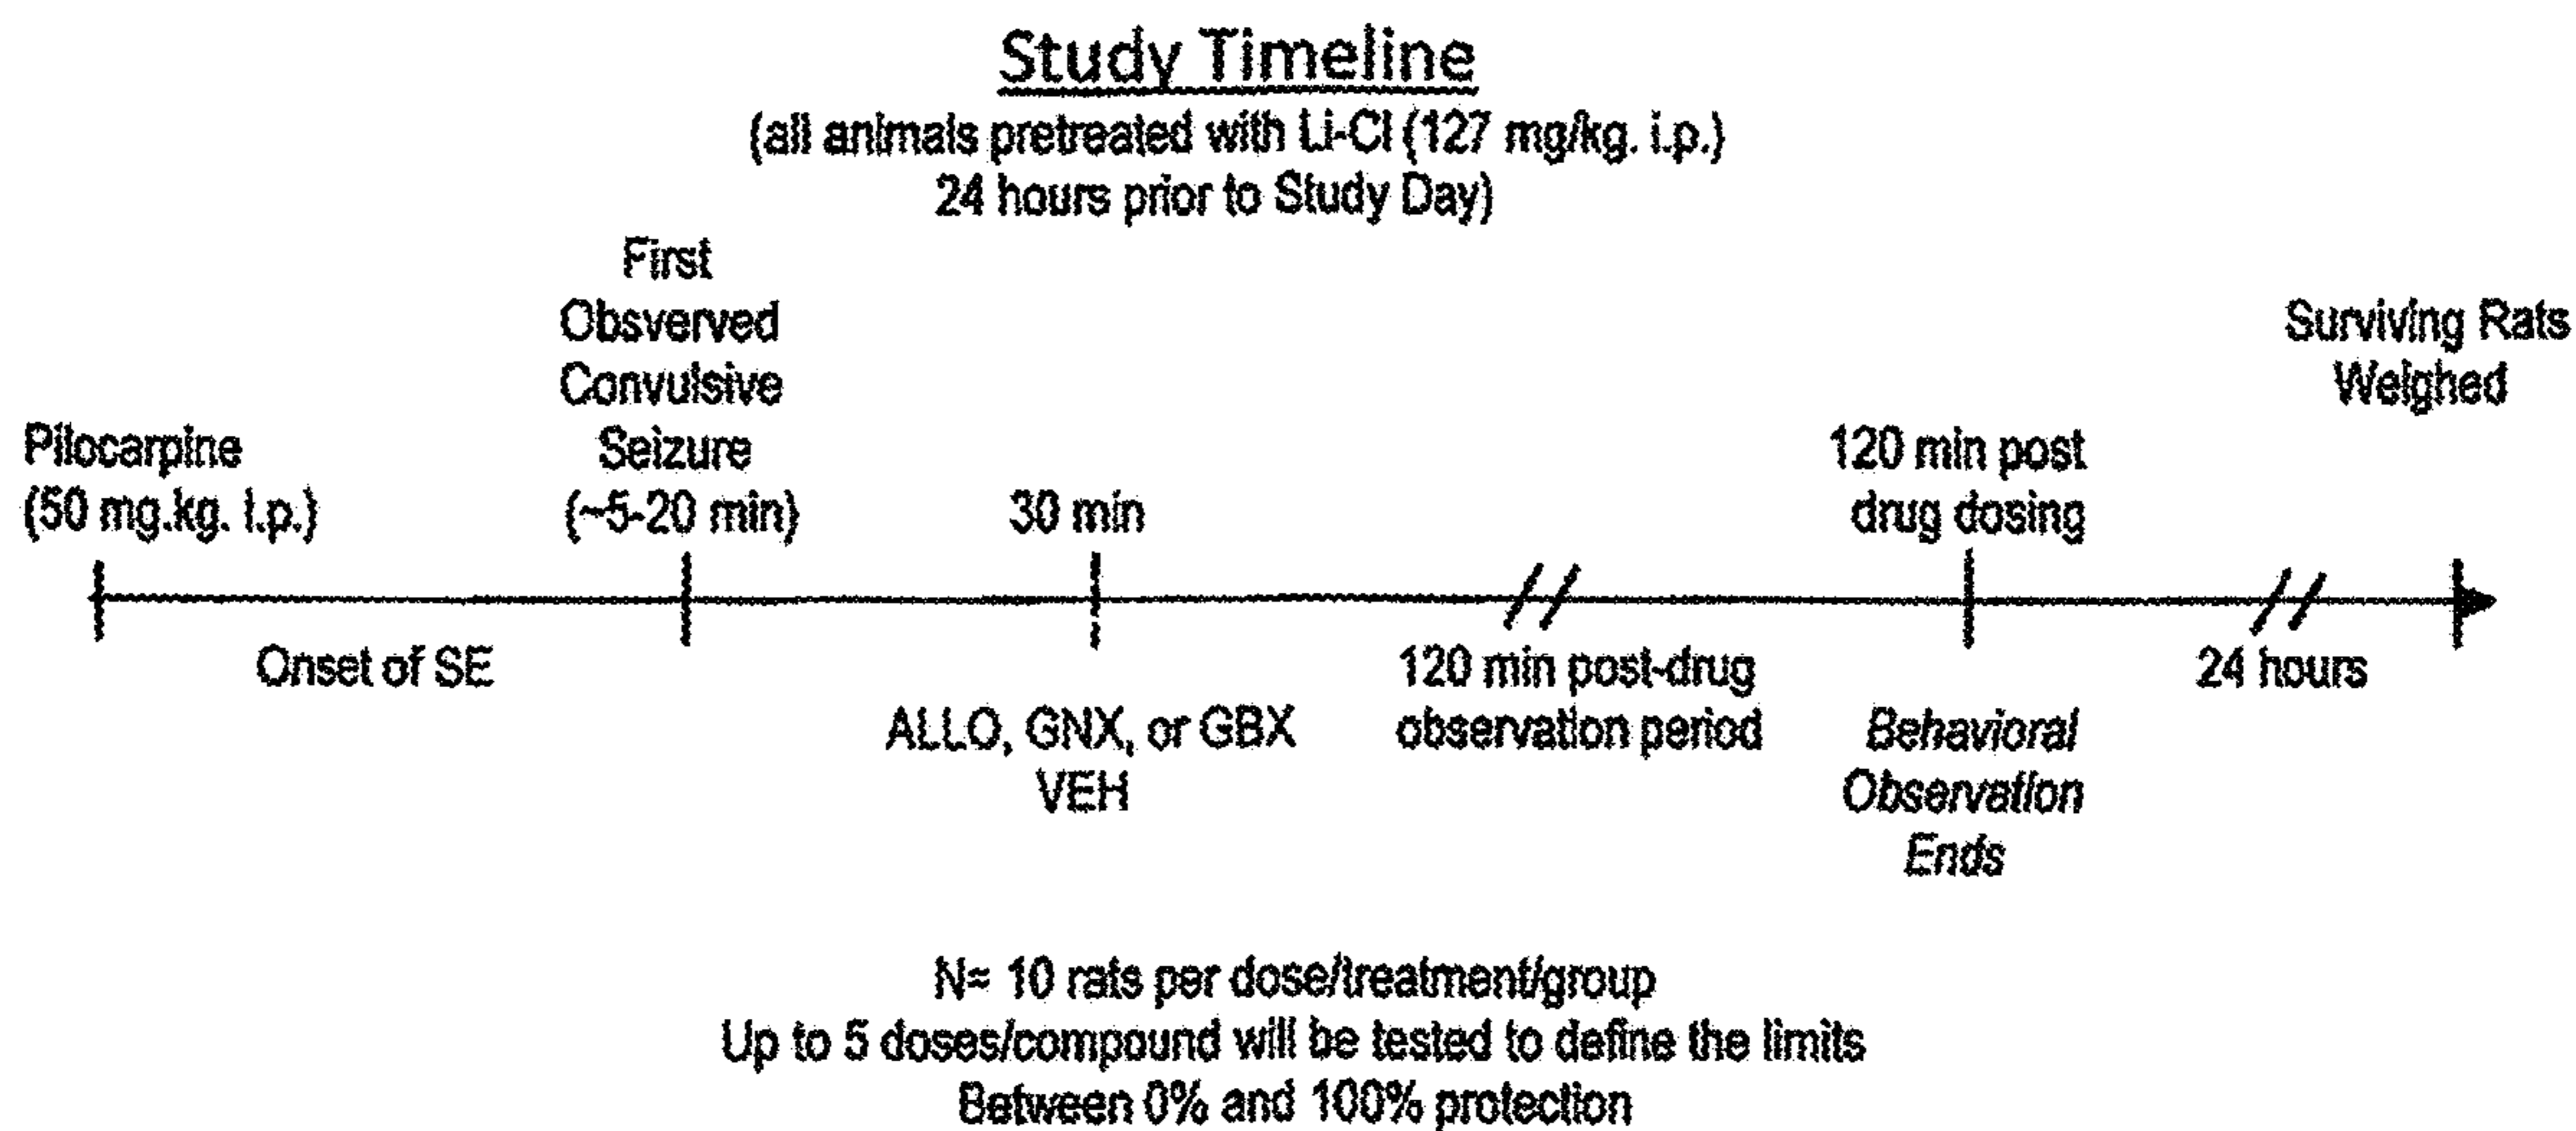 Study Timeline
(all animals pretreated with Li-Cl (127 mg/kg. i.p.)
24 hours prior to Study Day)
Pilocarpine
(50 mg.kg. i.p.)
First
Obsverved
Convulsive
Seizure
(~5-20 min)
30 min
120 min post
drug dosing
Surviving Rats
Weighed
Onset of SE
ALLO, GNX, or GBX
VEH
120 min post-drug
observation period
Behavioral
Observation
Ends
24 hours
N= 10 rats per dose/treatment/group
Up to 5 doses/compound will be tested to define the limits
Between 0% and 100% protection